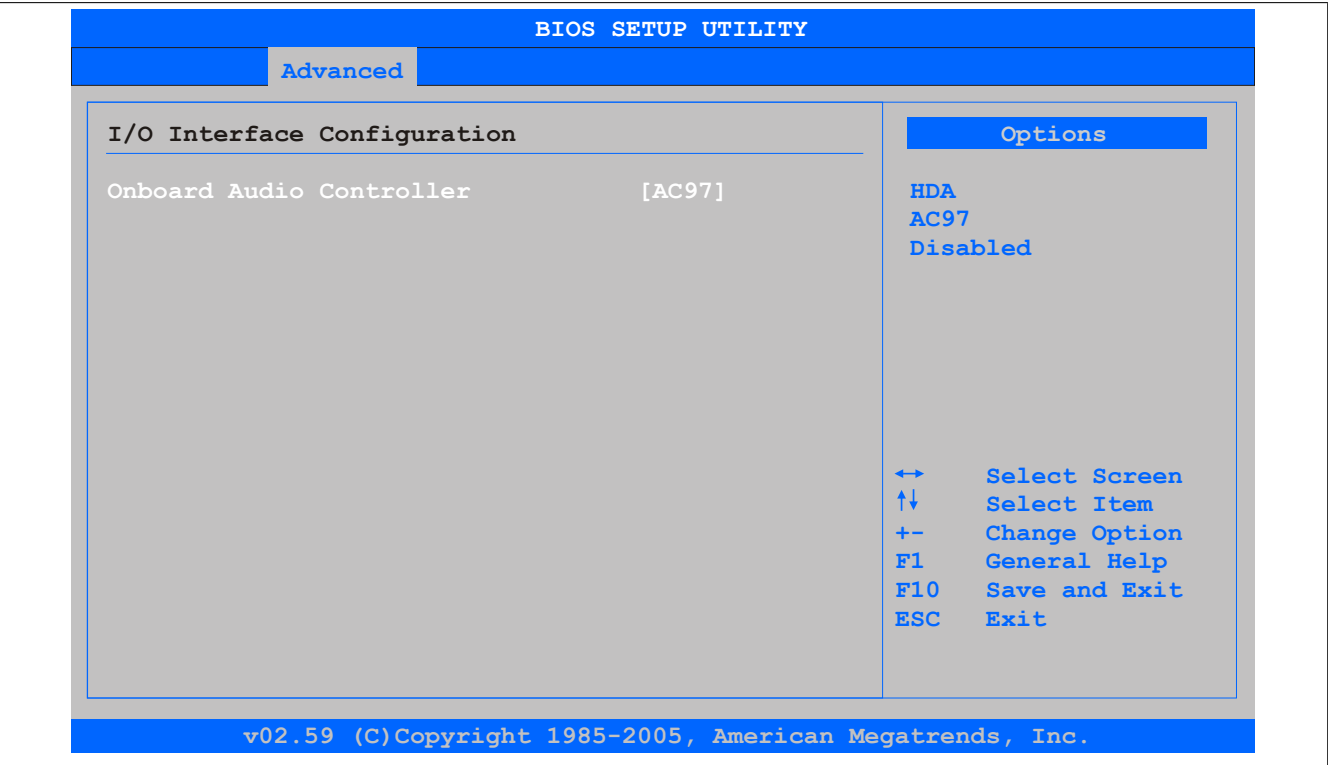 BIOS SETUP UTILITY
Advanced
I/O Interface Configuration
Onboard Audio Controller [AC97]
Options
HDA
AC97
Disabled
←→ Select Screen
↑↓ Select Item
+- Change Option
F1 General Help
F10 Save and Exit
ESC Exit
v02.59 (C)Copyright 1985-2005, American Megatrends, Inc.